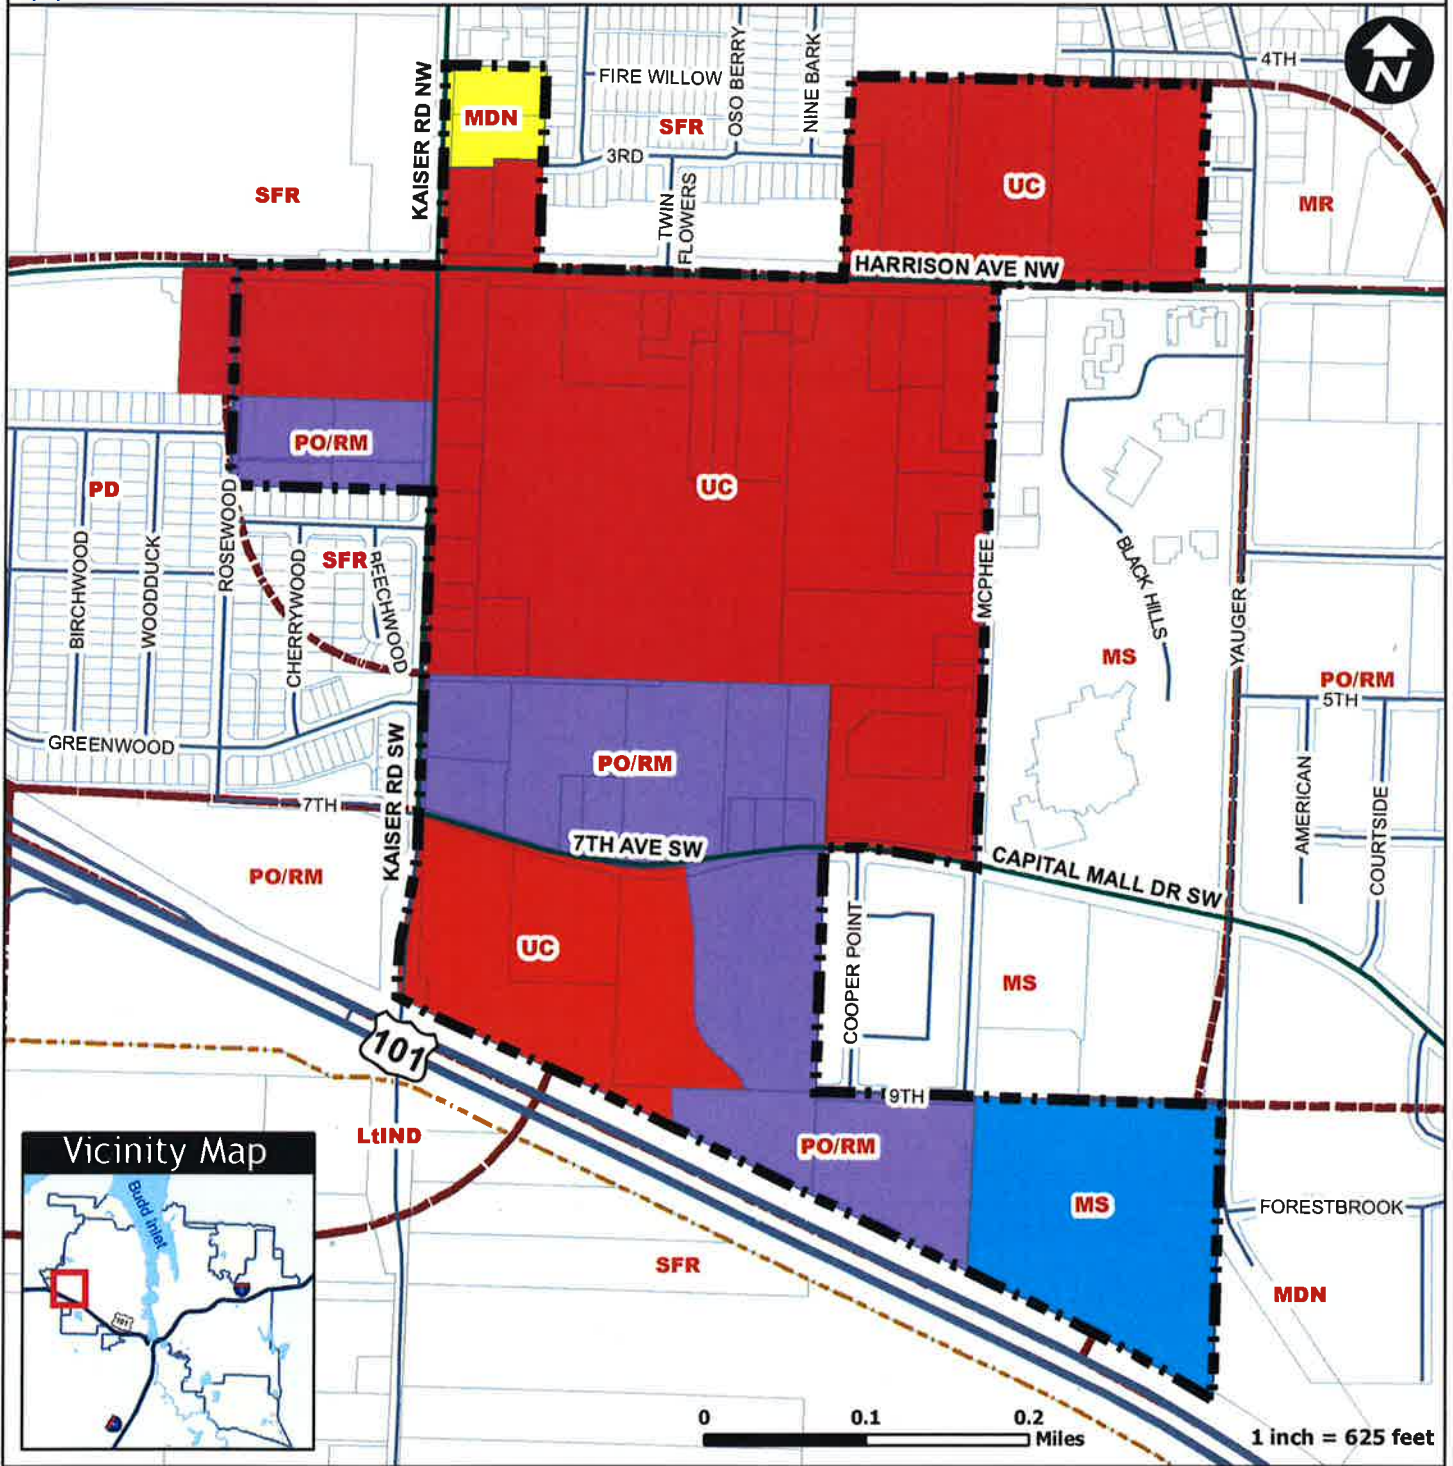 4TH
N
KAISER RD NW
MDN
FIRE WILLOW
OSO BERRY
NINE BARK
SFR
3RD
SFR
UC
MR
TWIN
FLOWERS
HARRISON AVE NW
PO/RM
UC
PD
ROSEWOOD
BIRCHWOOD
WOODDUCK
CHERRYWOOD
SFR
BEECHWOOD
MCPHEE
BLACK HILLS
YAUGER
MS
PO/RM
5TH
GREENWOOD
KAISER RD SW
PO/RM
7TH
7TH AVE SW
AMERICAN
COURTSIDE
CAPITAL MALL DR SW
PO/RM
UC
COOPER POINT
MS
101
9TH
LtIND
PO/RM
MS
FORESTBROOK
SFR
MDN
Vicinity Map
Budd Inlet
101
0 0.1 0.2
Miles
1 inch = 625 feet